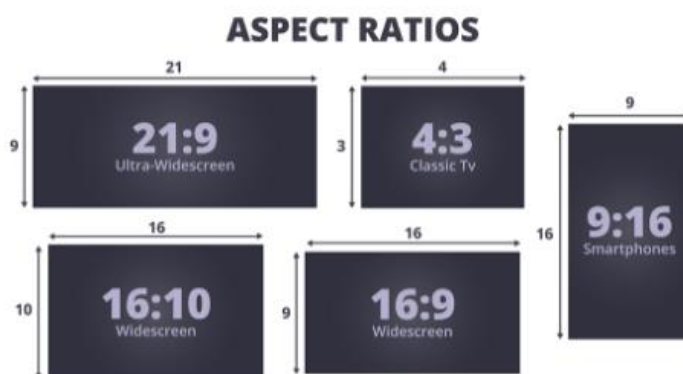 ASPECT RATIOS
21
9
21:9
Ultra-Widescreen
4
3
4:3
Classic Tv
9
16
9:16
Smartphones
16
10
16:10
Widescreen
16
9
16:9
Widescreen